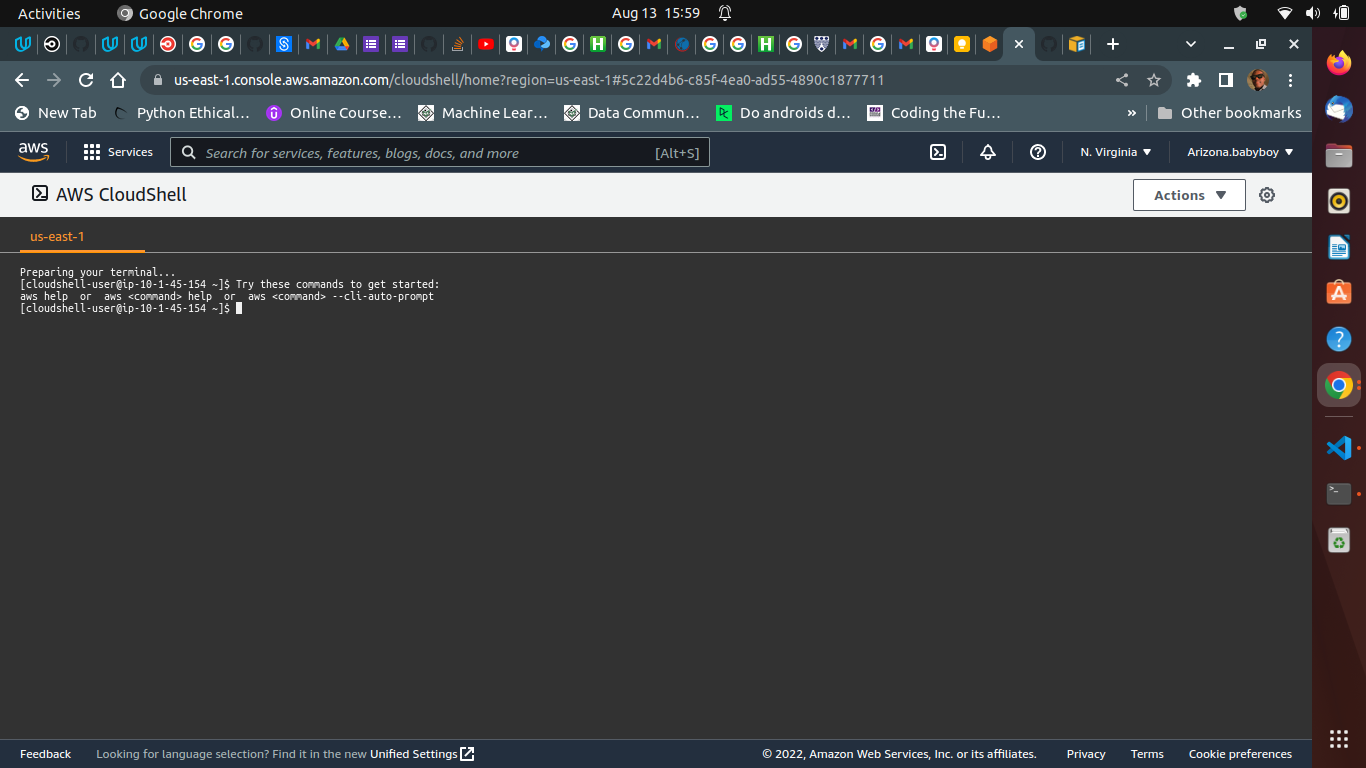 Activities
Google Chrome
Aug 13 15:59
us-east-1.console.aws.amazon.com/cloudshell/home?region=us-east-1#5c22d4b6-c85f-4ea0-ad55-4890c1877711
New Tab
Python Ethical…
Online Course…
Machine Lear…
Data Commun…
Do androids d…
Coding the Fu…
»
Other bookmarks
aws
Services
Search for services, features, blogs, docs, and more
[Alt+S]
N. Virginia
Arizona.babyboy
AWS CloudShell
Actions
us-east-1
Preparing your terminal...
[cloudshell-user@ip-10-1-45-154 ~]$ Try these commands to get started:
aws help  or  aws <command> help  or  aws <command> --cli-auto-prompt
[cloudshell-user@ip-10-1-45-154 ~]$
Feedback
Looking for language selection? Find it in the new Unified Settings
© 2022, Amazon Web Services, Inc. or its affiliates.
Privacy
Terms
Cookie preferences